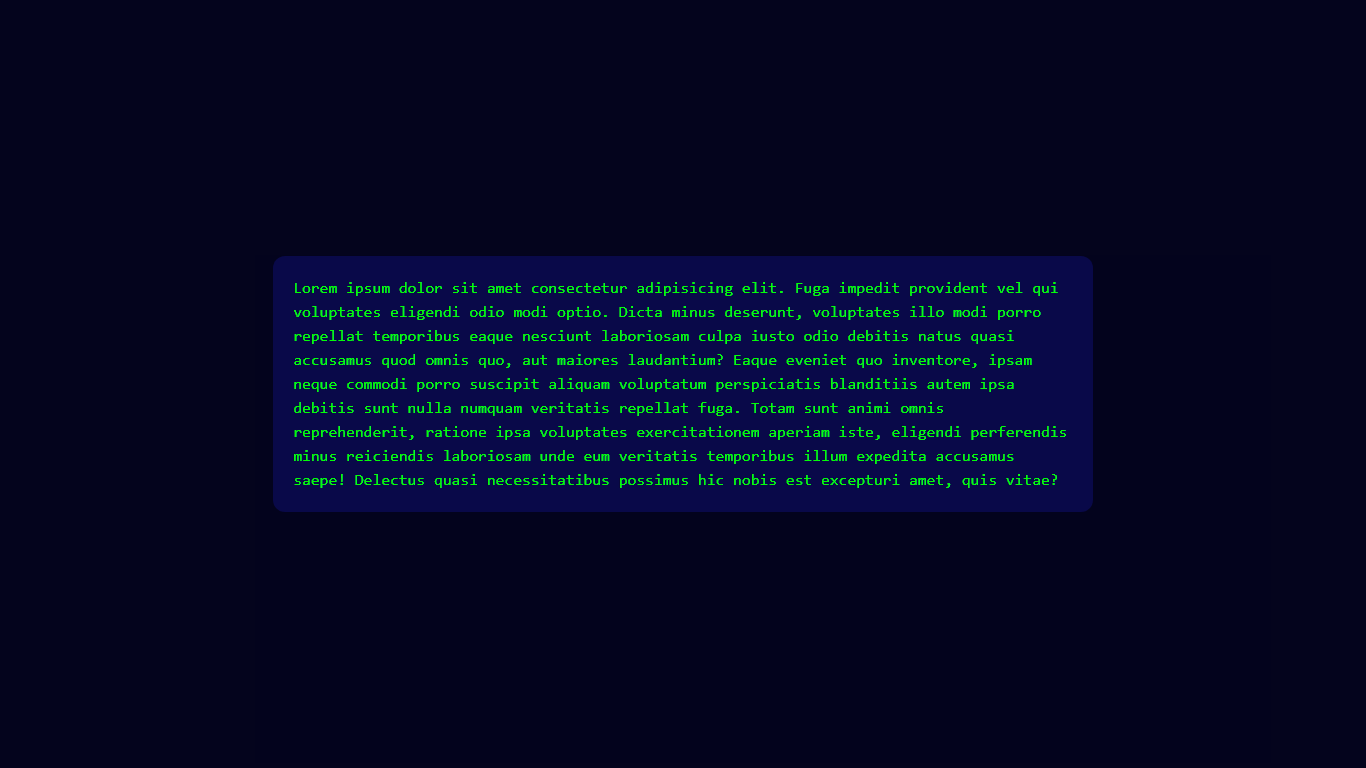 Lorem ipsum dolor sit amet consectetur adipisicing elit. Fuga impedit provident vel qui
voluptates eligendi odio modi optio. Dicta minus deserunt, voluptates illo modi porro
repellat temporibus eaque nesciunt laboriosam culpa iusto odio debitis natus quasi
accusamus quod omnis quo, aut maiores laudantium? Eaque eveniet quo inventore, ipsam
neque commodi porro suscipit aliquam voluptatum perspiciatis blanditiis autem ipsa
debitis sunt nulla numquam veritatis repellat fuga. Totam sunt animi omnis
reprehenderit, ratione ipsa voluptates exercitationem aperiam iste, eligendi perferendis
minus reiciendis laboriosam unde eum veritatis temporibus illum expedita accusamus
saepe! Delectus quasi necessitatibus possimus hic nobis est excepturi amet, quis vitae?